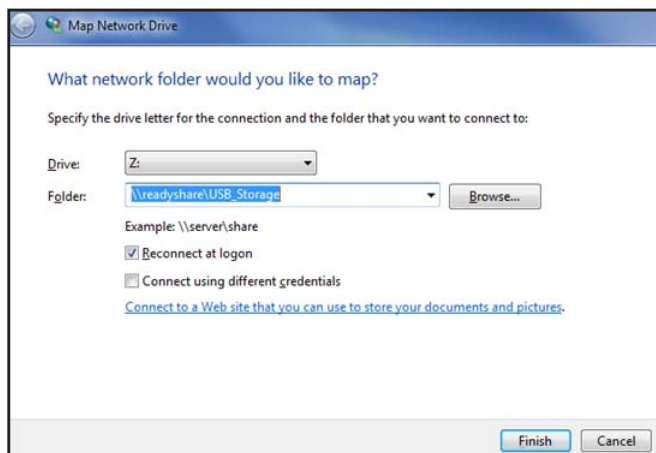 Map Network Drive
What network folder would you like to map?
Specify the drive letter for the connection and the folder that you want to connect to:
Drive: Z:
Folder: \\readyshare\USB_Storage Browse...
Example: \\server\share
Reconnect at logon
Connect using different credentials
Connect to a Web site that you can use to store your documents and pictures.
Finish Cancel